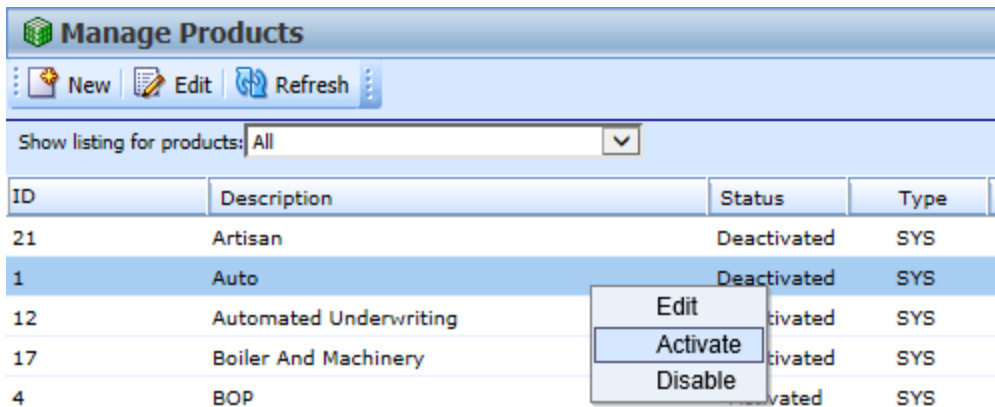 Manage Products
New Edit Refresh
Show listing for products: All
ID Description Status Type
21 Artisan Deactivated SYS
1 Auto Deactivated SYS
Edit
12 Automated Underwriting SYS
Activate
17 Boiler And Machinery SYS
Disable
4 BOP SYS